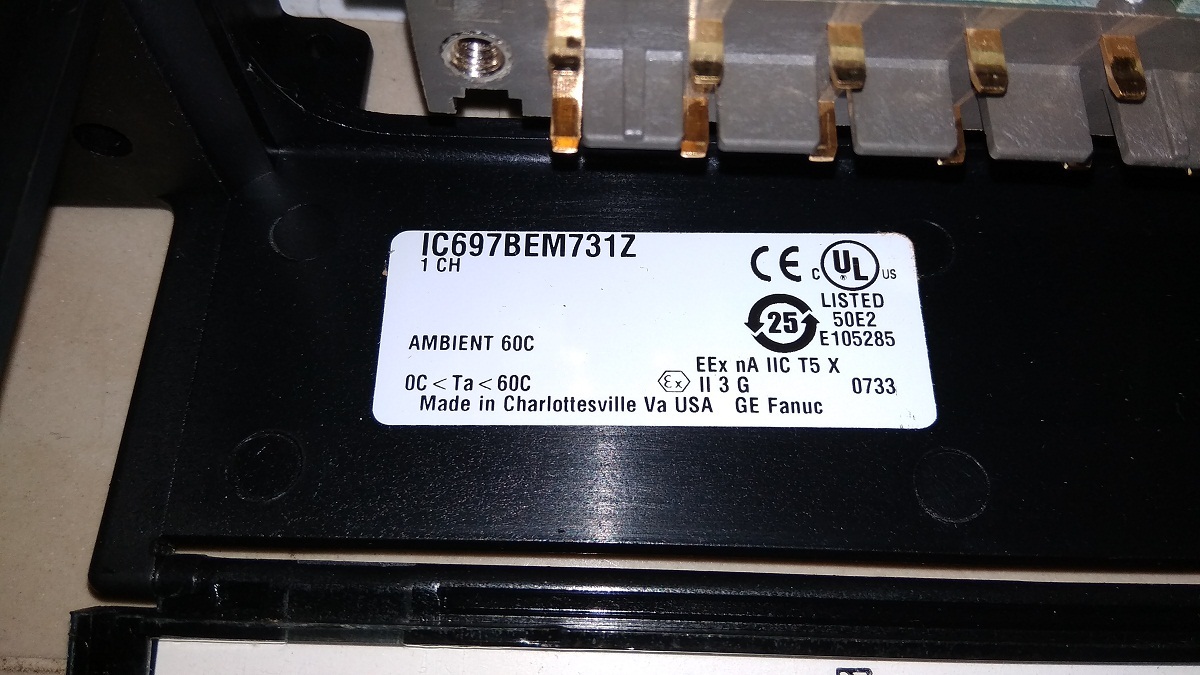 IC697BEM731Z
1 CH
CE
C UL US
LISTED
25
50E2
E105285
AMBIENT 60C
EEx nA IIC T5 X
0C < Ta < 60C
Ex II 3 G
0733
Made in Charlottesville Va USA GE Fanuc